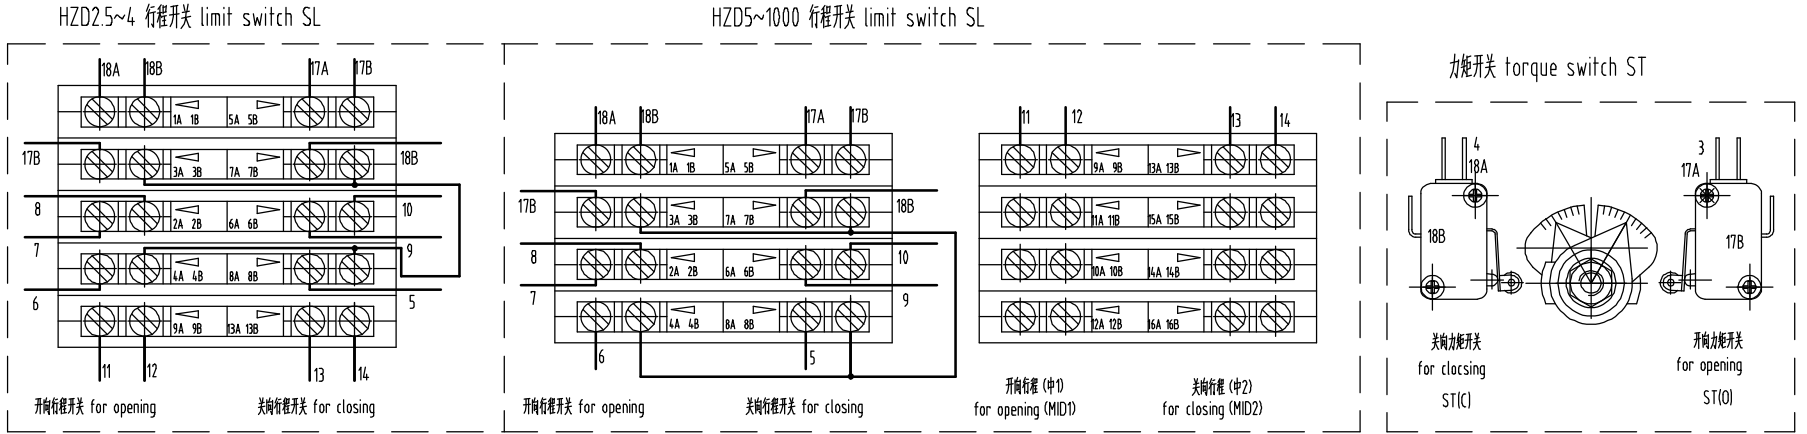 HZD2.5~4 行程开关 limit switch SL
18A 18B 17A 17B
1A 1B 5A 5B
17B 18B
3A 3B 7A 7B
8 10
2A 2B 6A 6B
7 9
4A 4B 8A 8B
6 5
9A 9B 13A 13B
11 12 13 14
开向行程开关 for opening 关向行程开关 for closing
HZD5~1000 行程开关 limit switch SL
18A 18B 17A 17B
1A 1B 5A 5B
17B 18B
3A 3B 7A 7B
8 10
2A 2B 6A 6B
7 9
4A 4B 8A 8B
6 5
开向行程开关 for opening 关向行程开关 for closing
11 12 13 14
9A 9B 13A 13B
11A 11B 15A 15B
10A 10B 14A 14B
12A 12B 16A 16B
开向行程 (中1) 关向行程 (中2)
for opening (MID1) for closing (MID2)
力矩开关 torque switch ST
4 3
18A 17A
18B 17B
关向力矩开关 开向力矩开关
for clocsing for opening
ST(C) ST(O)